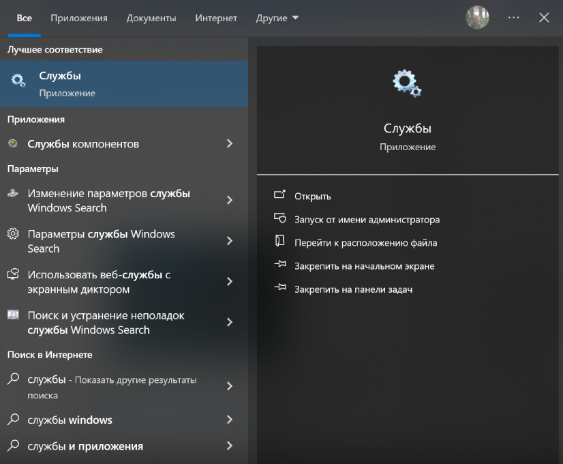 Все Приложения Документы Интернет Другие
Лучшее соответствие
Службы
Приложение
Приложения
Службы компонентов
Параметры
Изменение параметров службы
Windows Search
Параметры службы Windows
Search
Использовать веб-службы с
экранным диктором
Поиск и устранение неполадок
службы Windows Search
Поиск в Интернете
службы - Показать другие результаты
поиска
службы windows
службы и приложения
Службы
Приложение
Открыть
Запуск от имени администратора
Перейти к расположению файла
Закрепить на начальном экране
Закрепить на панели задач